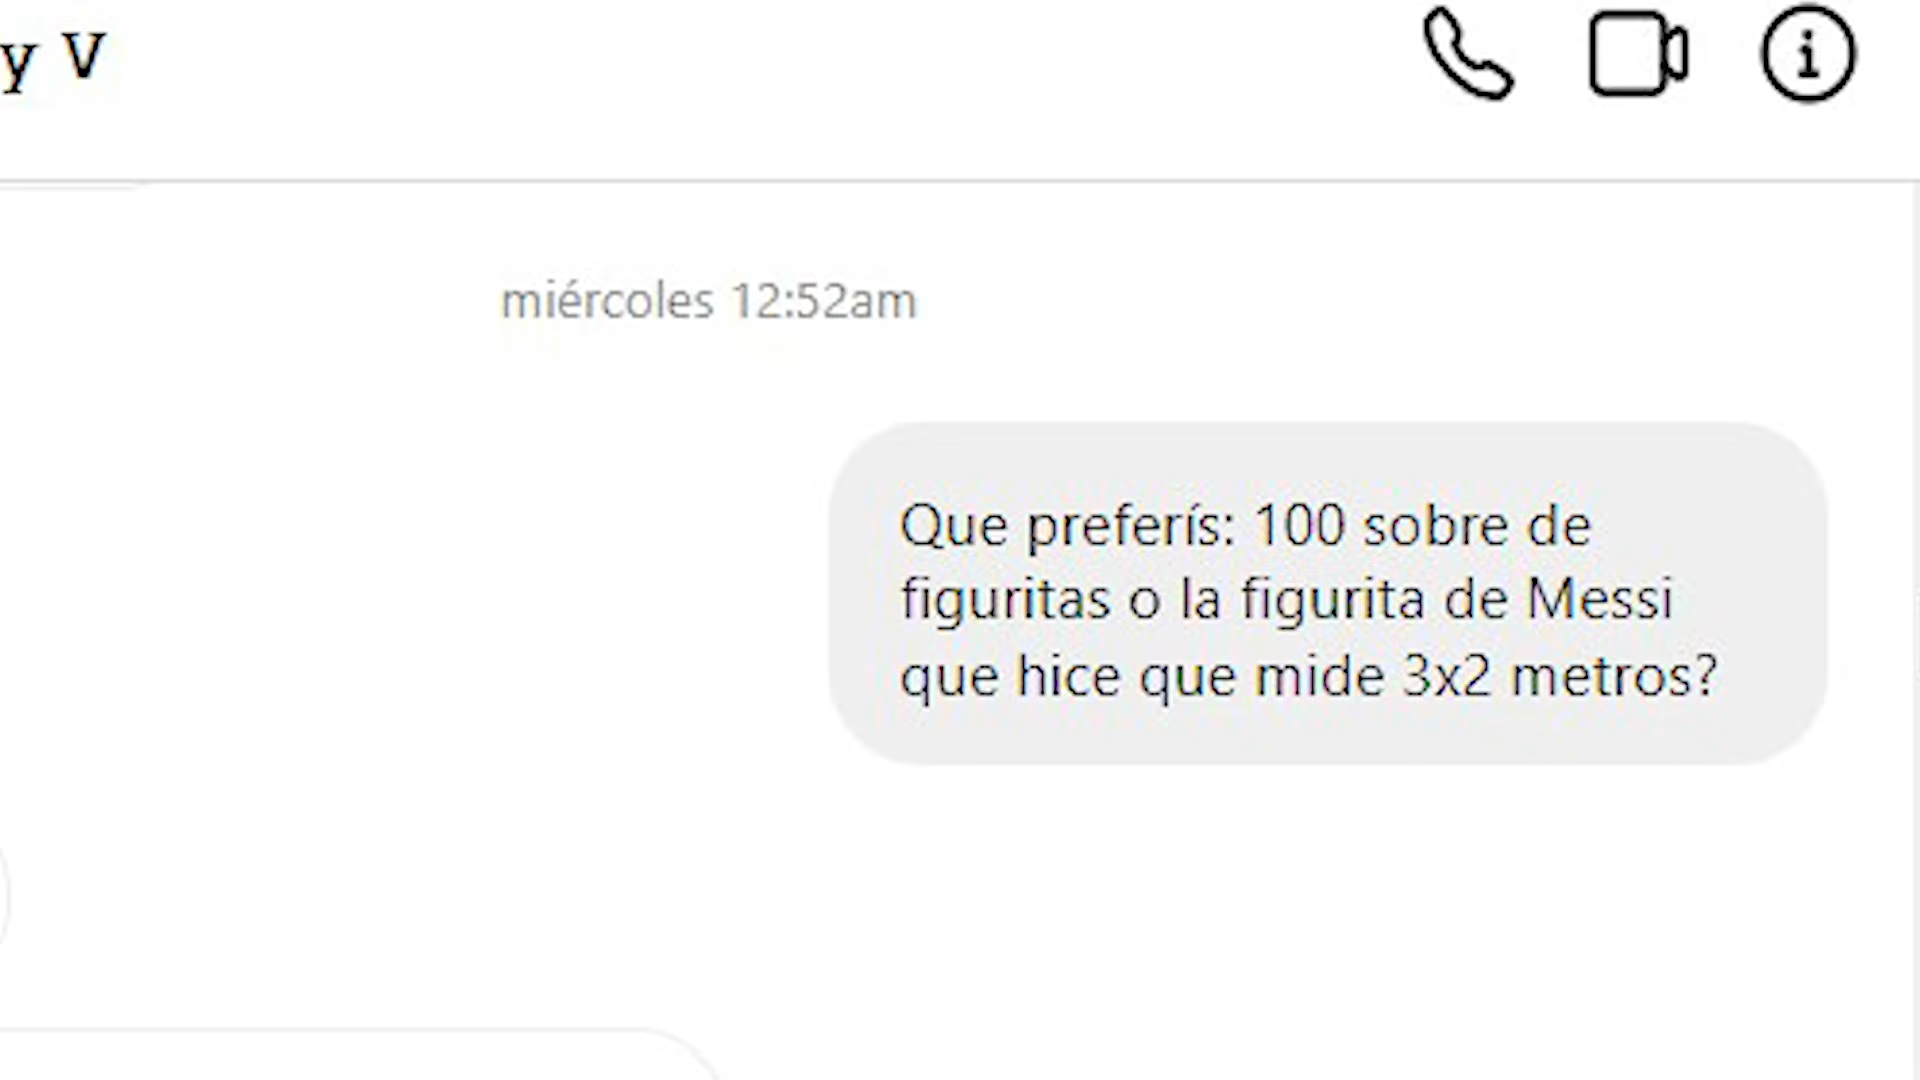 y V
miércoles 12:52am
Que preferís: 100 sobre de
figuritas o la figurita de Messi
que hice que mide 3x2 metros?